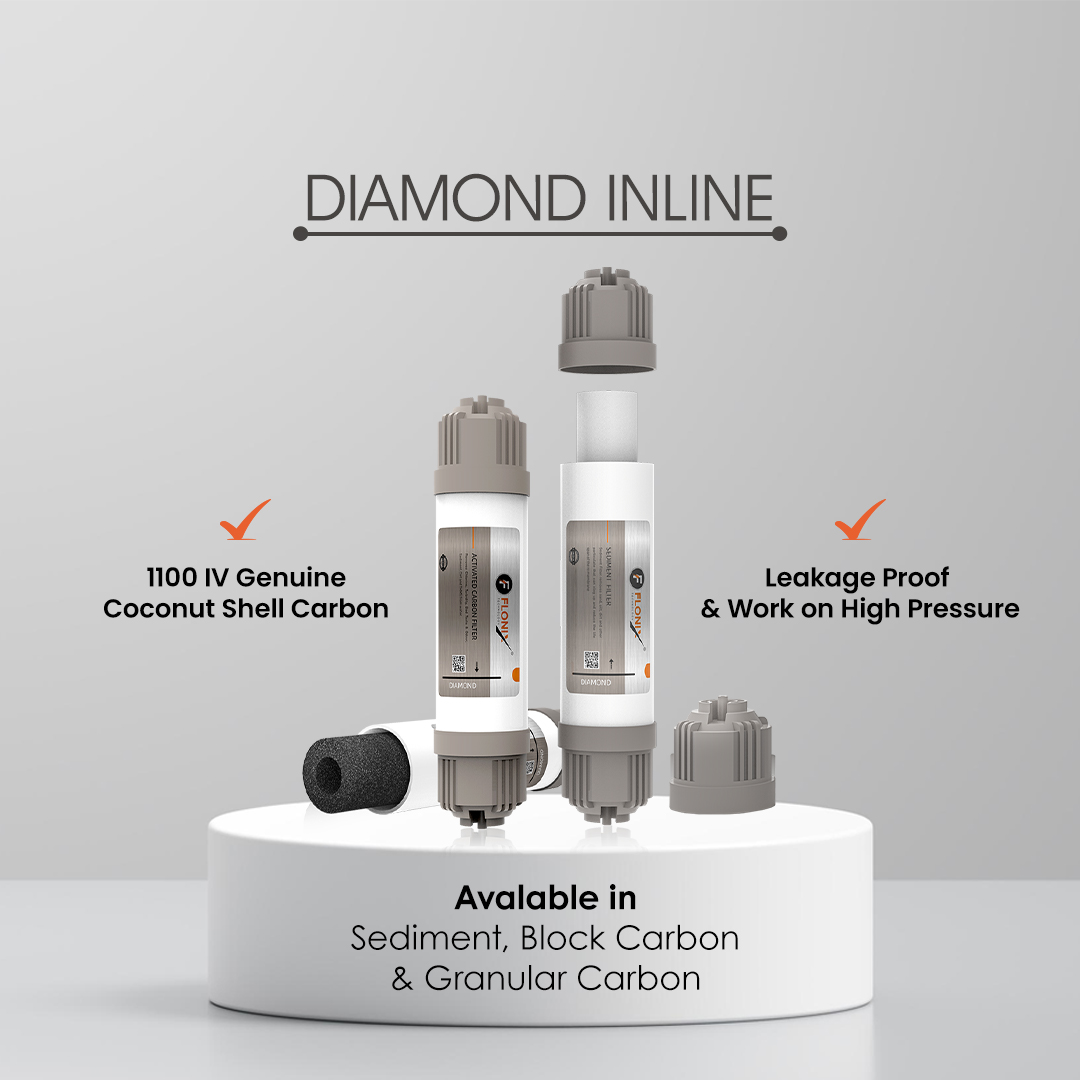 DIAMOND INLINE
1100 IV Genuine
Coconut Shell Carbon
Leakage Proof
& Work on High Pressure
FLONIX
ACTIVATED CARBON FILTER
DIAMOND
FLONIX
SEDIMENT FILTER
DIAMOND
Avalable in
Sediment, Block Carbon
& Granular Carbon